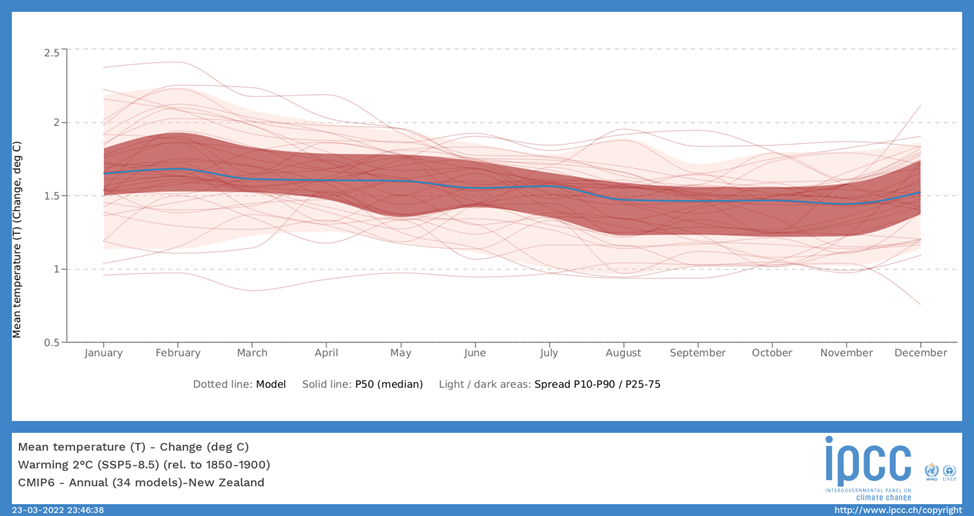 2.5
2
1.5
1
0.5
Mean temperature (T) (Change, deg C)
January February March April May June July August September October November December
Dotted line: Model Solid line: P50 (median) Light / dark areas: Spread P10-P90 / P25-75
Mean temperature (T) - Change (deg C)
Warming 2°C (SSP5-8.5) (rel. to 1850-1900)
CMIP6 - Annual (34 models)-New Zealand
ipcc
INTERGOVERNMENTAL PANEL ON
climate change
WMO UNEP
23-03-2022 23:46:38 http://www.ipcc.ch/copyright